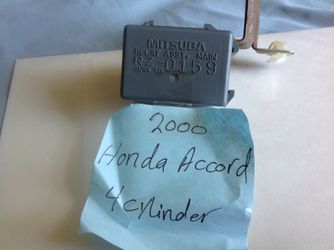 MITSUBA
RELAY ASSY., MAIN
RZ-0159
2000
Honda Accord
4 cylinder